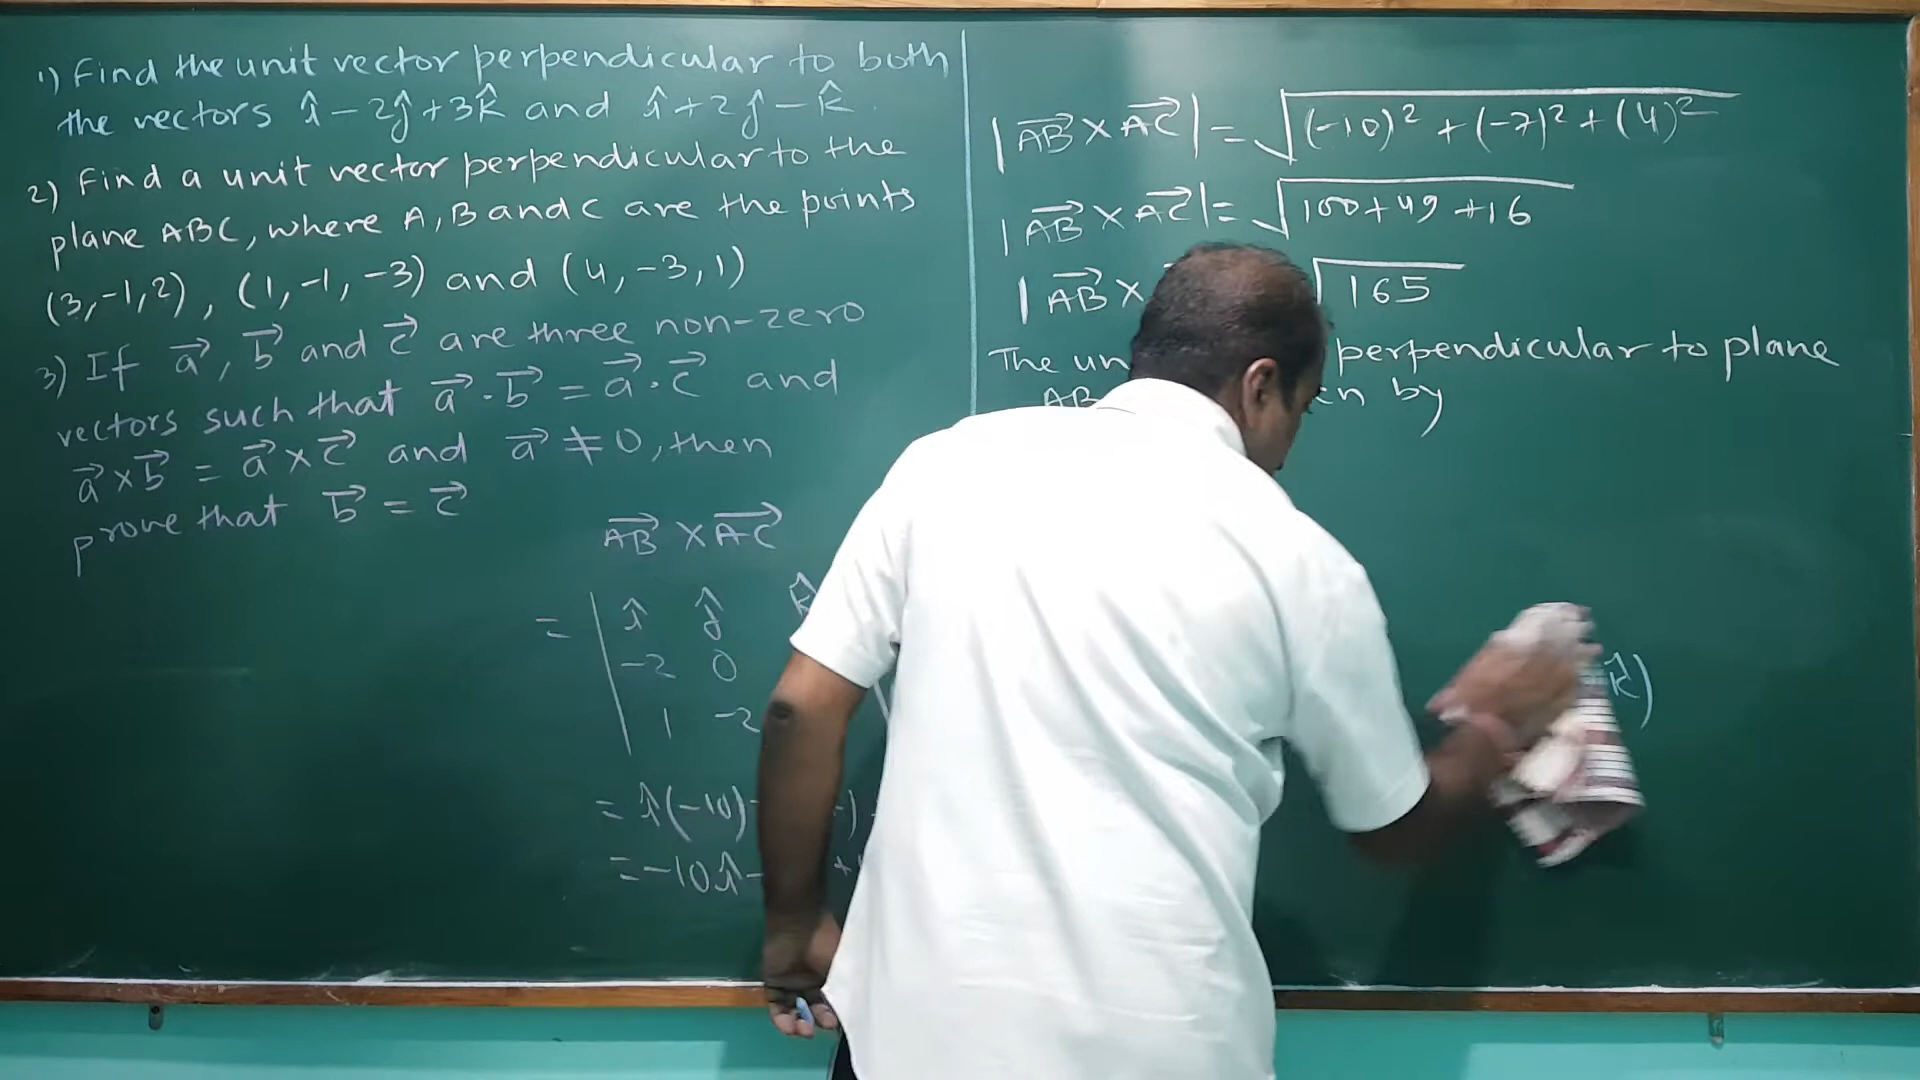 1) Find the unit vector perpendicular to both
the vectors î - 2ĵ + 3k̂ and î + 2ĵ - k̂.
2) Find a unit vector perpendicular to the
plane ABC, where A, B and C are the points
(3, -1, 2), (1, -1, -3) and (4, -3, 1)
3) If a⃗, b⃗ and c⃗ are three non-zero
vectors such that a⃗ · b⃗ = a⃗ · c⃗ and
a⃗ × b⃗ = a⃗ × c⃗ and a⃗ ≠ 0, then
prove that b⃗ = c⃗
AB⃗ × AC⃗
= | î ĵ k̂
-2 0
1 -2
= î(-10)
= -10î -
|AB⃗ × AC⃗| = √(-10)² + (-7)² + (4)²
|AB⃗ × AC⃗| = √100 + 49 + 16
|AB⃗ × √165
The perpendicular to plane
by
k̂)